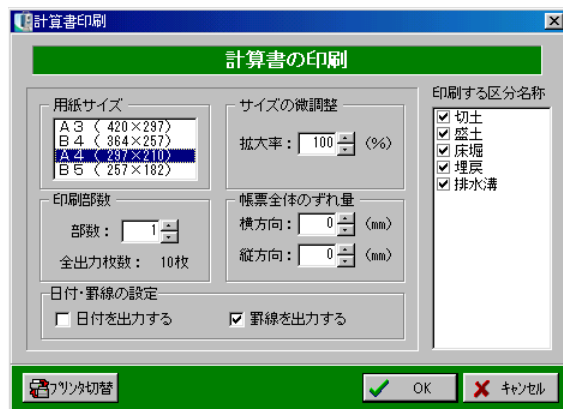 計算書印刷
計算書の印刷
用紙サイズ
A3 ( 420×297)
B4 ( 364×257)
A4 ( 297×210)
B5 ( 257×182)
サイズの微調整
拡大率： 100 (%)
印刷部数
部数： 1
全出力枚数： 10枚
帳票全体のずれ量
横方向： 0 (mm)
縦方向： 0 (mm)
日付・罫線の設定
日付を出力する
罫線を出力する
印刷する区分名称
切土
盛土
床堀
埋戻
排水溝
プリンタ切替
OK
キャンセル